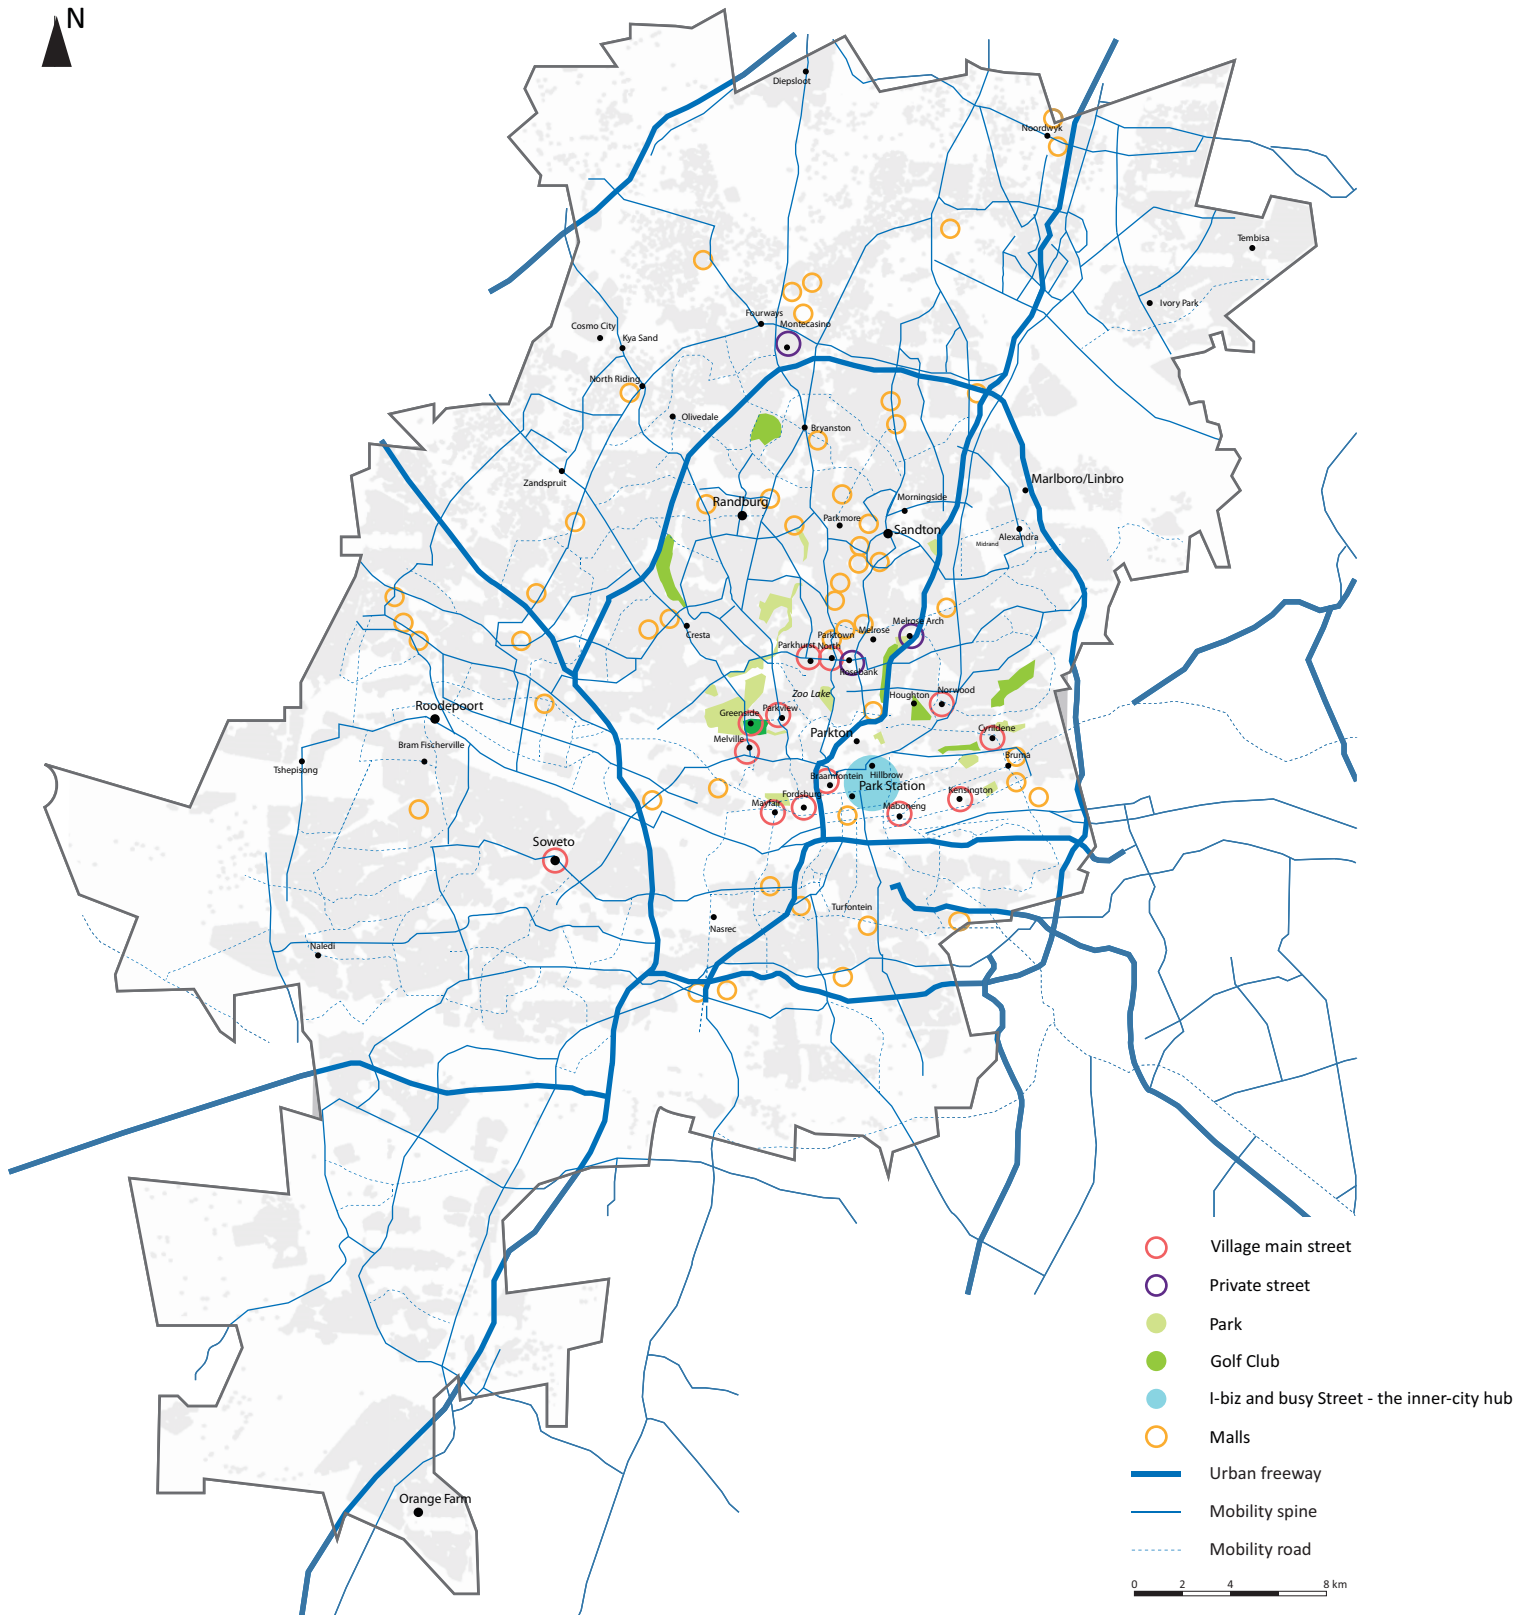 N
Diepsloot
Noordwyk
Tembisa
Ivory Park
Fourways
Montecasino
Cosmo City
Kya Sand
North Riding
Olivedale
Bryanston
Zandspruit
Marlboro/Linbro
Randburg
Morningside
Parkmore
Sandton
Alexandra
Midrand
Cresta
Melrose Arch
Melrose
Parktown
North
Parkhurst
Rosebank
Zoo Lake
Houghton
Norwood
Roodepoort
Greenside
Parkview
Melville
Parkton
Cyrildene
Bruma
Bram Fischerville
Tshepisong
Braamfontein
Hillbrow
Park Station
Kensington
Fordsburg
Mayfair
Maboneng
Soweto
Turfontein
Nasrec
Naledi
Orange Farm
Village main street
Private street
Park
Golf Club
I-biz and busy Street - the inner-city hub
Malls
Urban freeway
Mobility spine
Mobility road
0 2 4 8 km